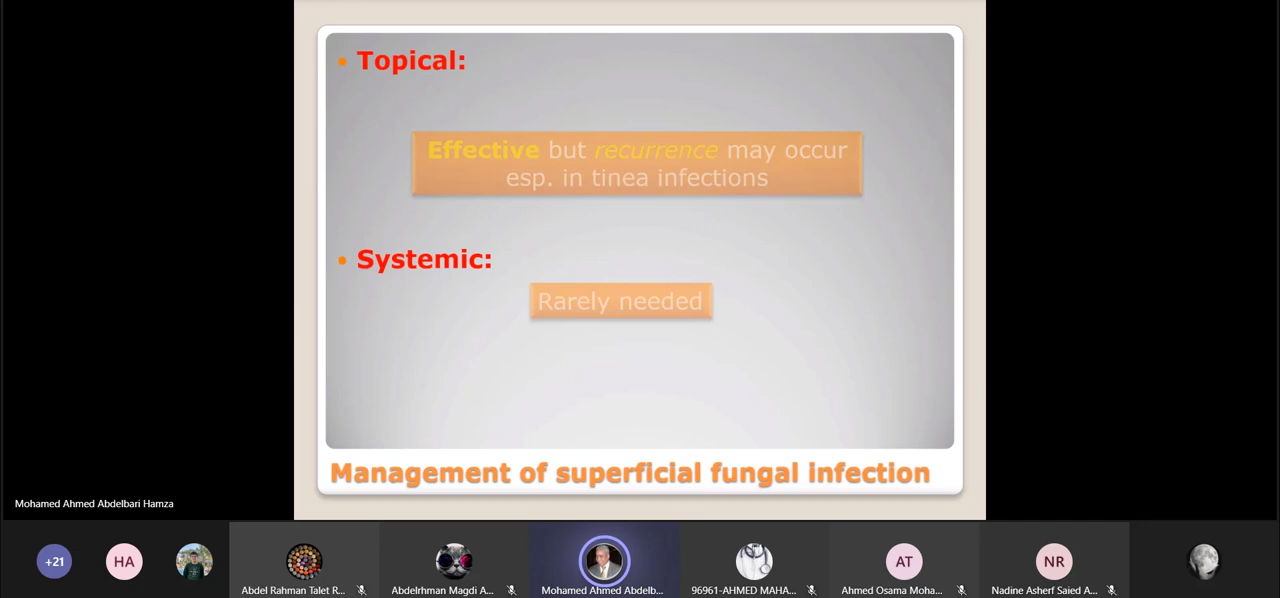 Topical:
Effective but recurrence may occur
esp. in tinea infections
Systemic:
Rarely needed
Management of superficial fungal infection
Mohamed Ahmed Abdelbari Hamza
+21
HA
AT
NR
Abdel Rahman Talet R...
Abdelrhman Magdi A...
Mohamed Ahmed Abdelb...
96961-AHMED MAHA...
Ahmed Osama Moha...
Nadine Asherf Saied A...